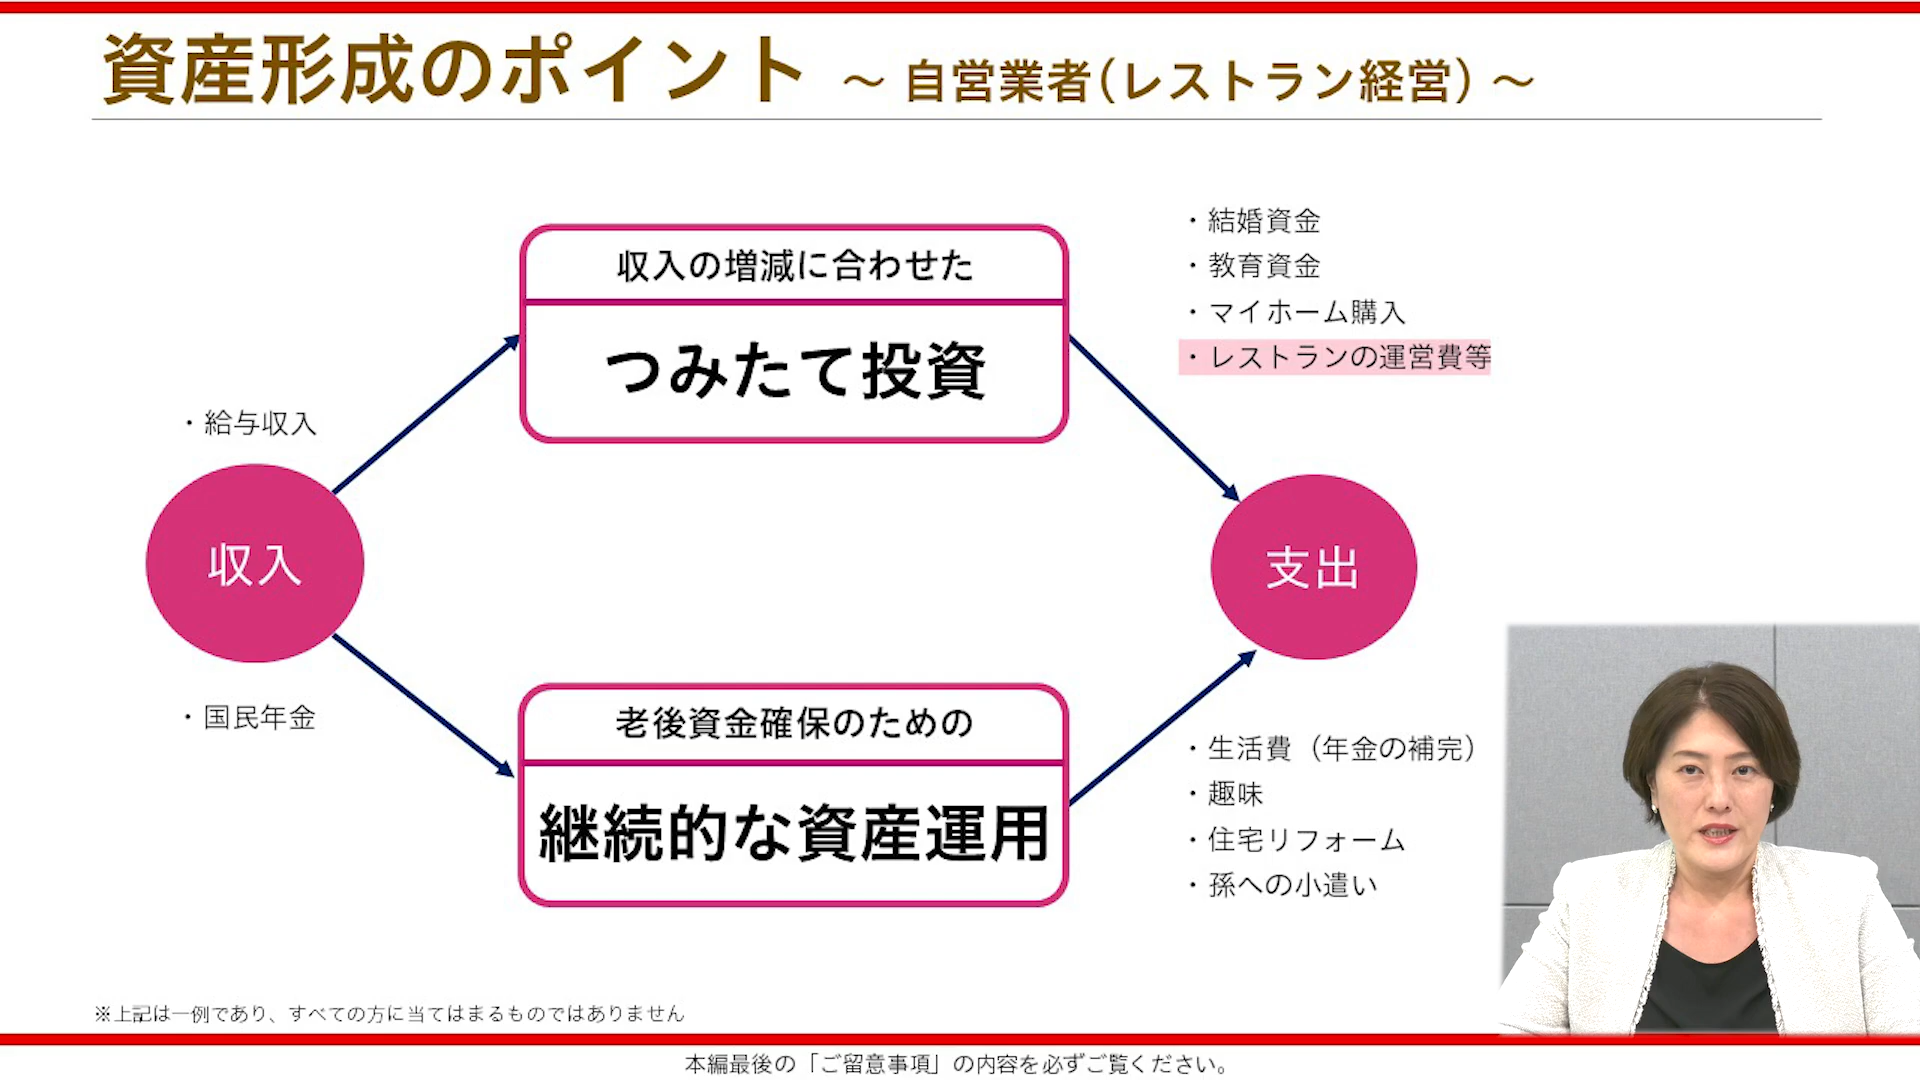 資産形成のポイント ～ 自営業者(レストラン経営) ～
収入の増減に合わせた
つみたて投資
・結婚資金
・教育資金
・マイホーム購入
・レストランの運営費等
・給与収入
収入
支出
・国民年金
老後資金確保のための
継続的な資産運用
・生活費（年金の補完）
・趣味
・住宅リフォーム
・孫への小遣い
※上記は一例であり、すべての方に当てはまるものではありません
本編最後の「ご留意事項」の内容を必ずご覧ください。